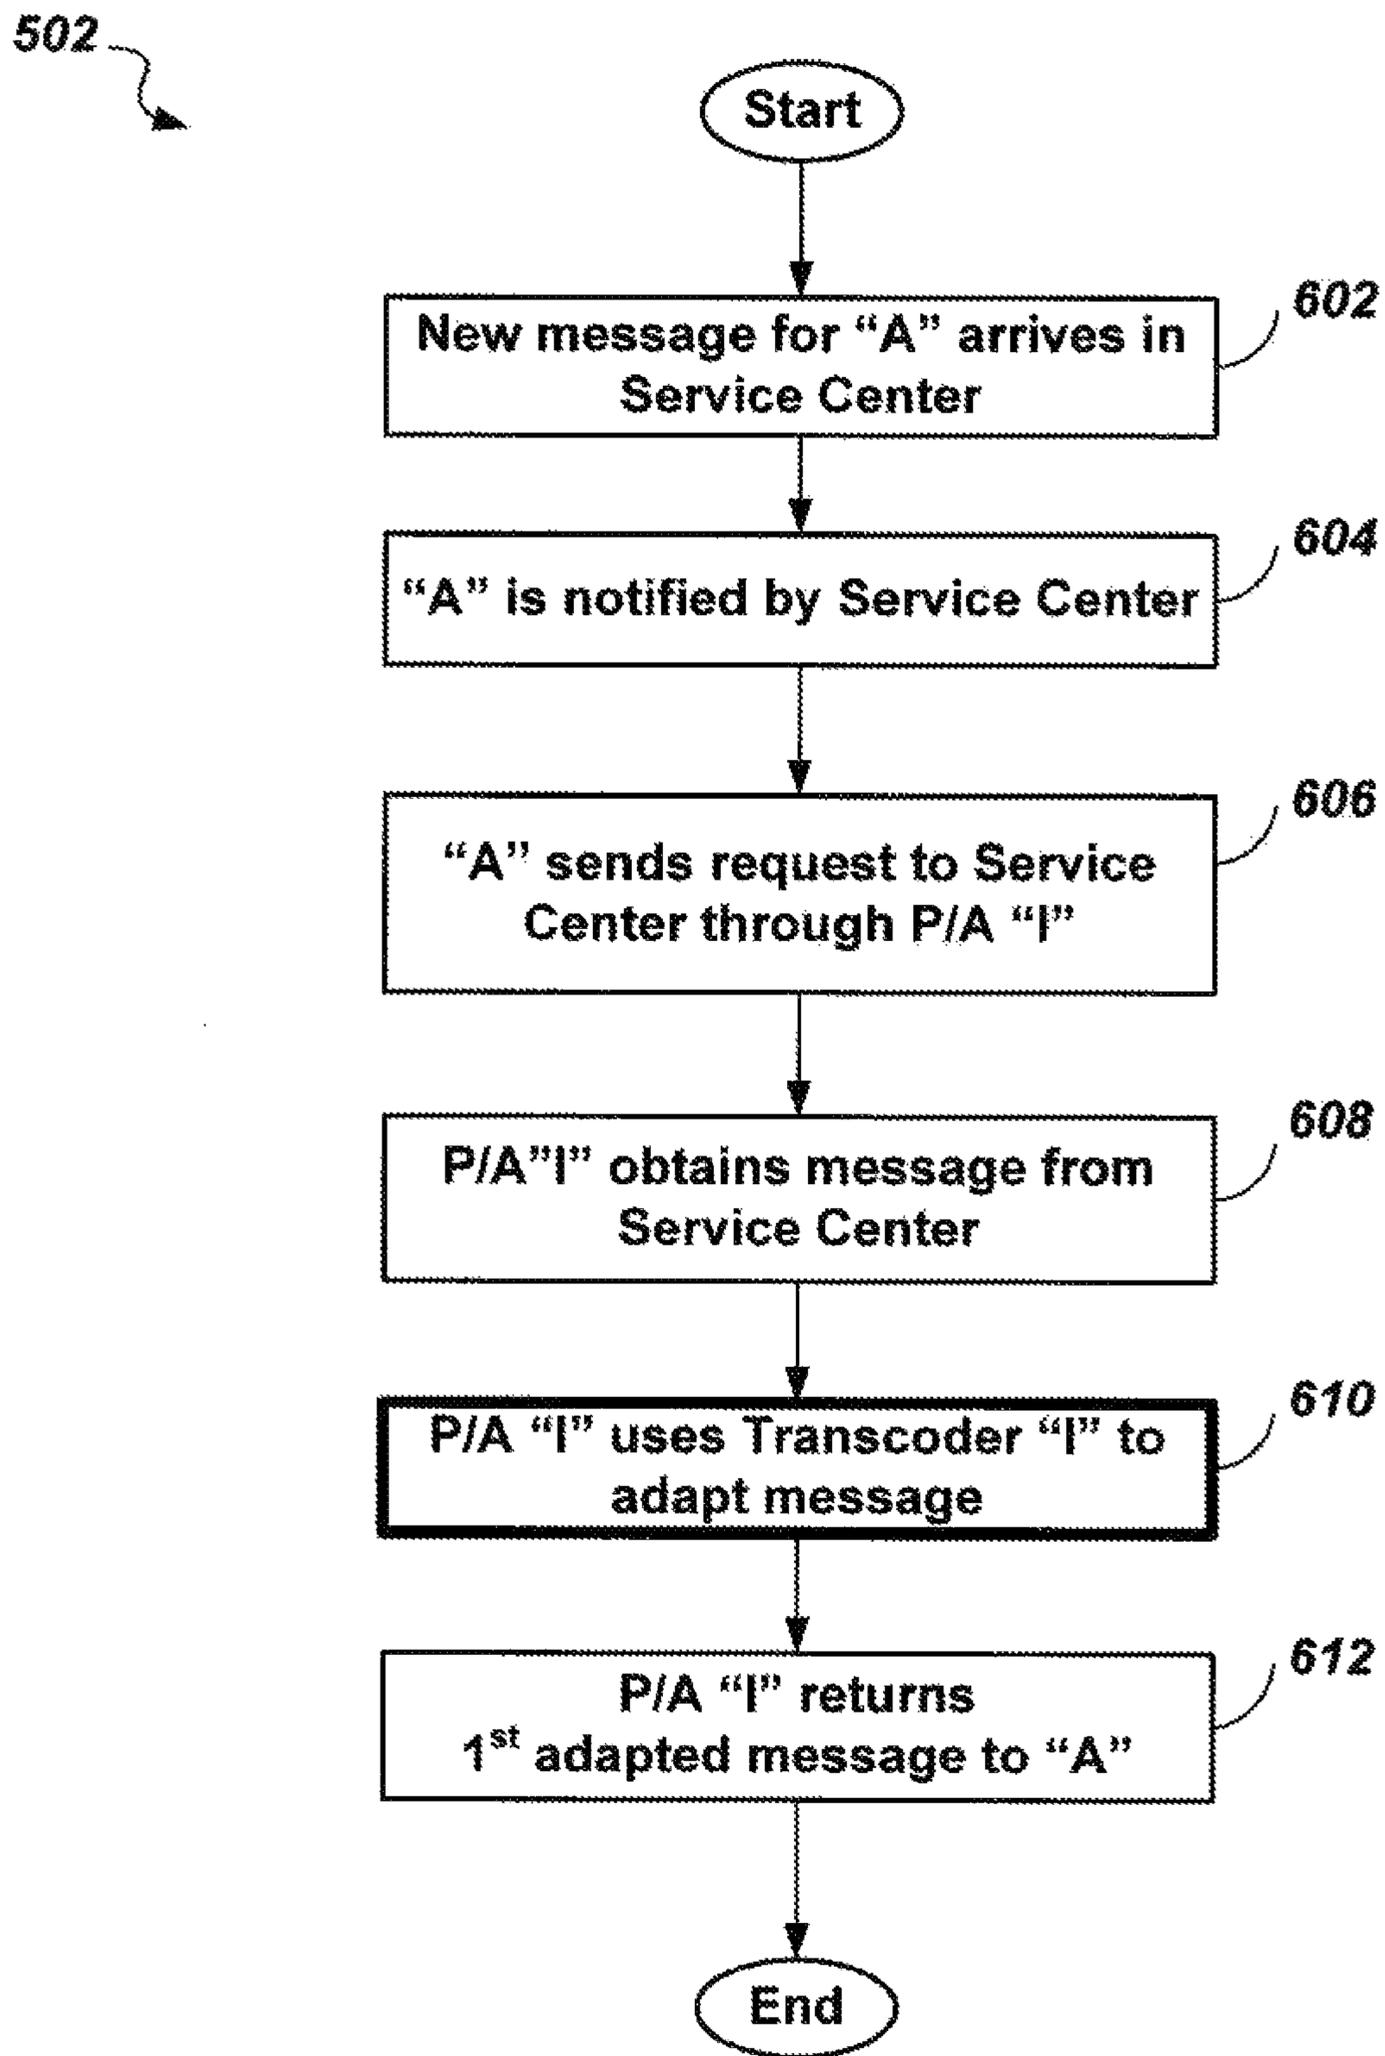 502
Start
New message for “A” arrives in
Service Center
602
“A” is notified by Service Center
604
“A” sends request to Service
Center through P/A “I”
606
P/A”I” obtains message from
Service Center
608
P/A “I” uses Transcoder “I” to
adapt message
610
P/A “I” returns
1st adapted message to “A”
612
End